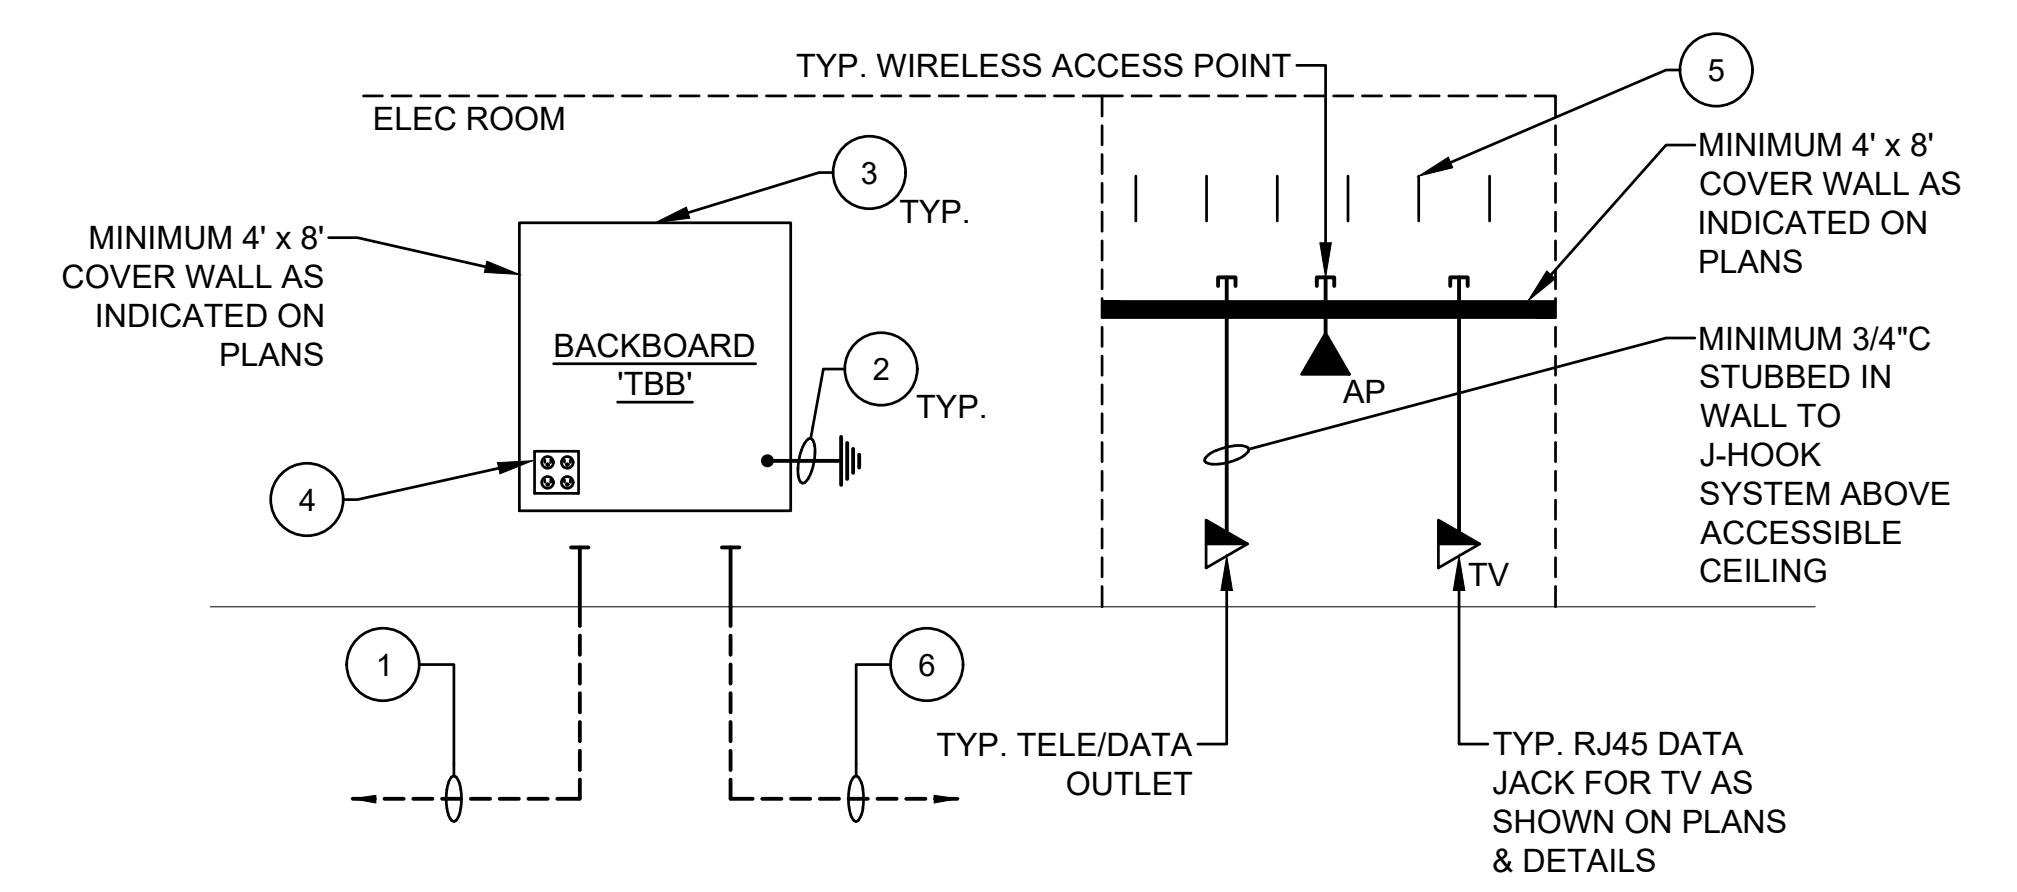 TYP. WIRELESS ACCESS POINT
5
ELEC ROOM
3
TYP.
MINIMUM 4' x 8'
COVER WALL AS
INDICATED ON
PLANS
MINIMUM 4' x 8'
COVER WALL AS
INDICATED ON
PLANS
BACKBOARD
'TBB'
2
TYP.
AP
MINIMUM 3/4"C
STUBBED IN
WALL TO
J-HOOK
SYSTEM ABOVE
ACCESSIBLE
CEILING
4
TV
1
6
TYP. TELE/DATA
OUTLET
TYP. RJ45 DATA
JACK FOR TV AS
SHOWN ON PLANS
& DETAILS